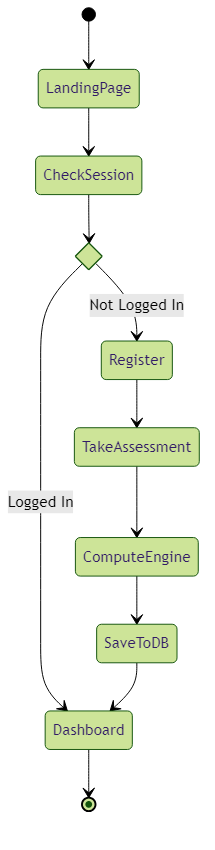 LandingPage
CheckSession
Not Logged In
Register
TakeAssessment
Logged In
ComputeEngine
SaveToDB
Dashboard